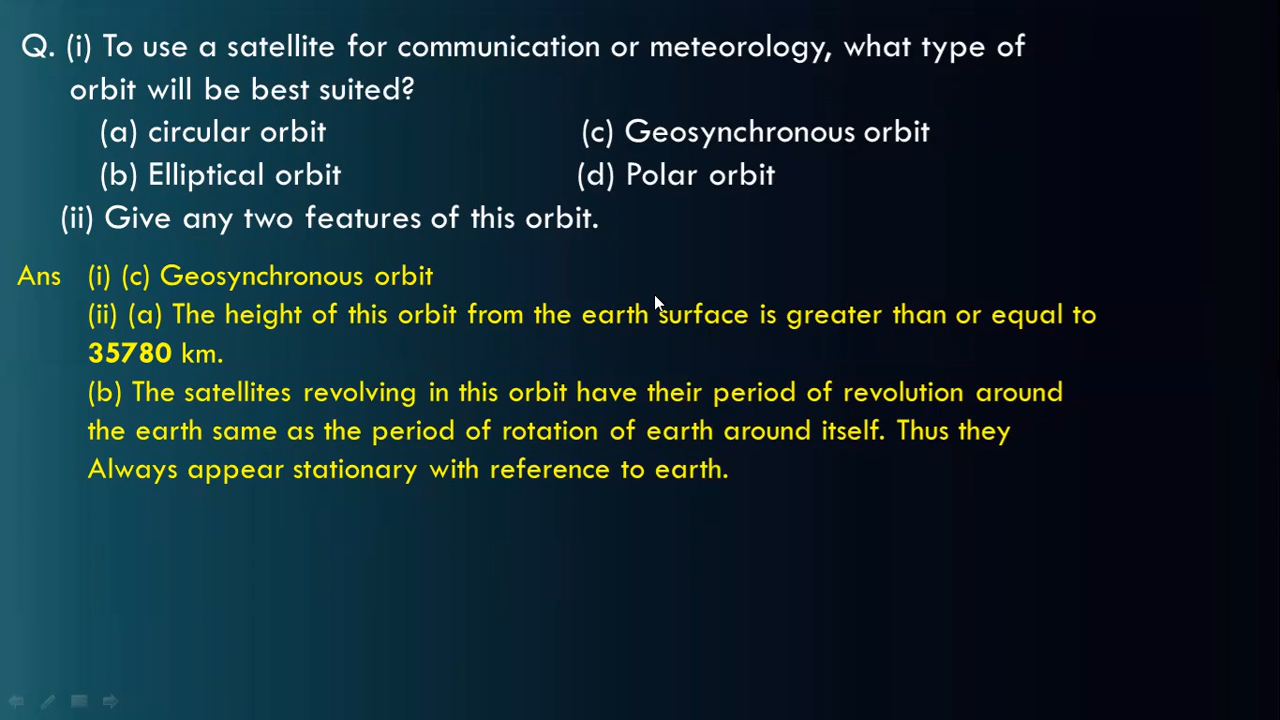 Q. (i) To use a satellite for communication or meteorology, what type of
orbit will be best suited?
(a) circular orbit (c) Geosynchronous orbit
(b) Elliptical orbit (d) Polar orbit
(ii) Give any two features of this orbit.
Ans (i) (c) Geosynchronous orbit
(ii) (a) The height of this orbit from the earth surface is greater than or equal to
35780 km.
(b) The satellites revolving in this orbit have their period of revolution around
the earth same as the period of rotation of earth around itself. Thus they
Always appear stationary with reference to earth.